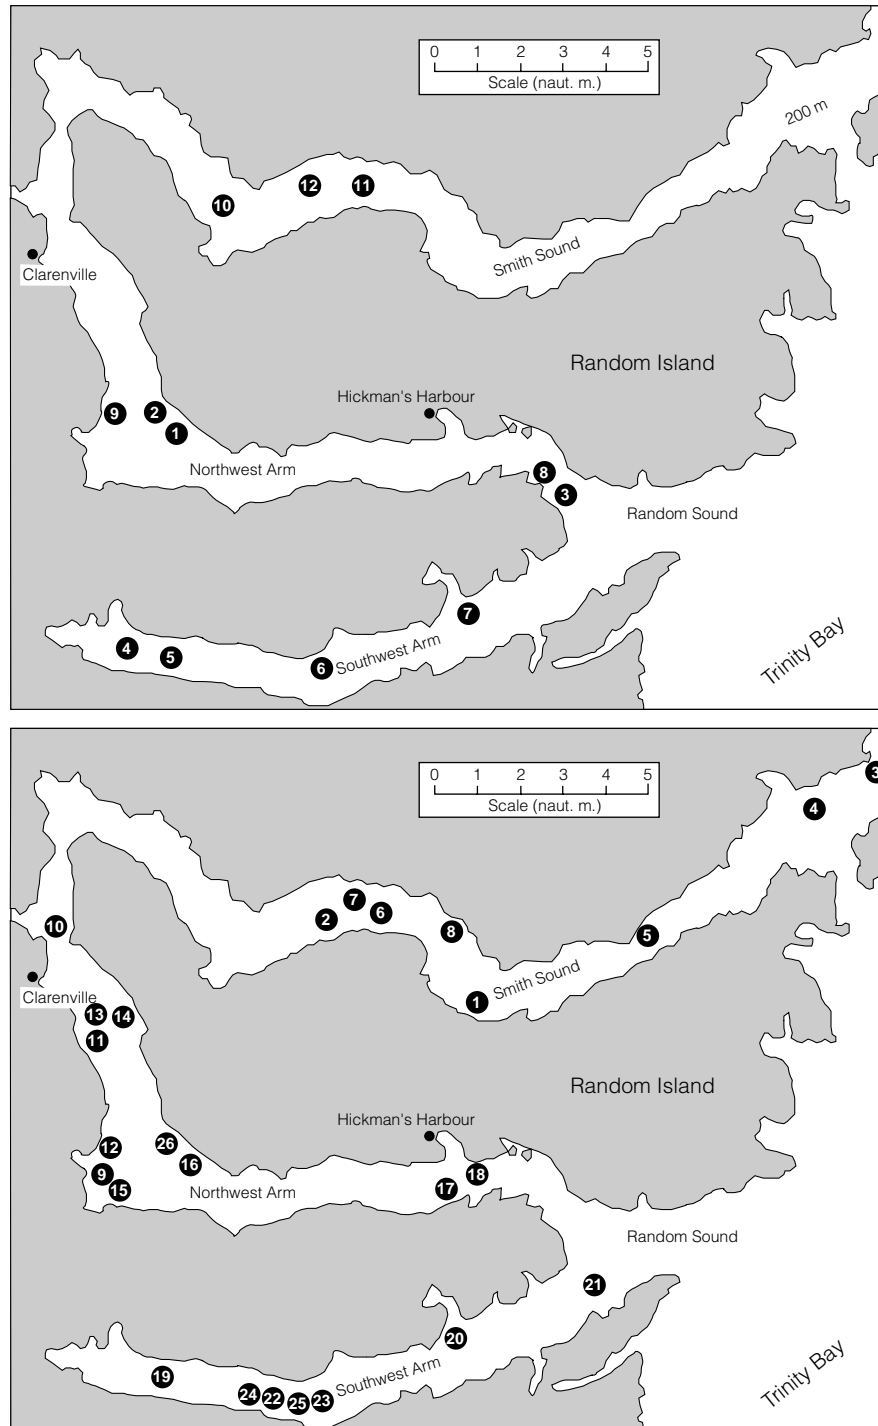 0 1 2 3 4 5
Scale (naut. m.)
200 m
12 11
10
Smith Sound
Clarenville
Random Island
Hickman's Harbour
9 2
1
Northwest Arm
8
3
Random Sound
7
4 5
6 Southwest Arm
Trinity Bay
0 1 2 3 4 5
Scale (naut. m.)
3
4
7
2 6
10 8
5
Clarenville
Smith Sound
1
13 14
11
Random Island
Hickman's Harbour
12 26
9 16
15 Northwest Arm
17 18
Random Sound
21
20
19
24 22 25 23 Southwest Arm
Trinity Bay